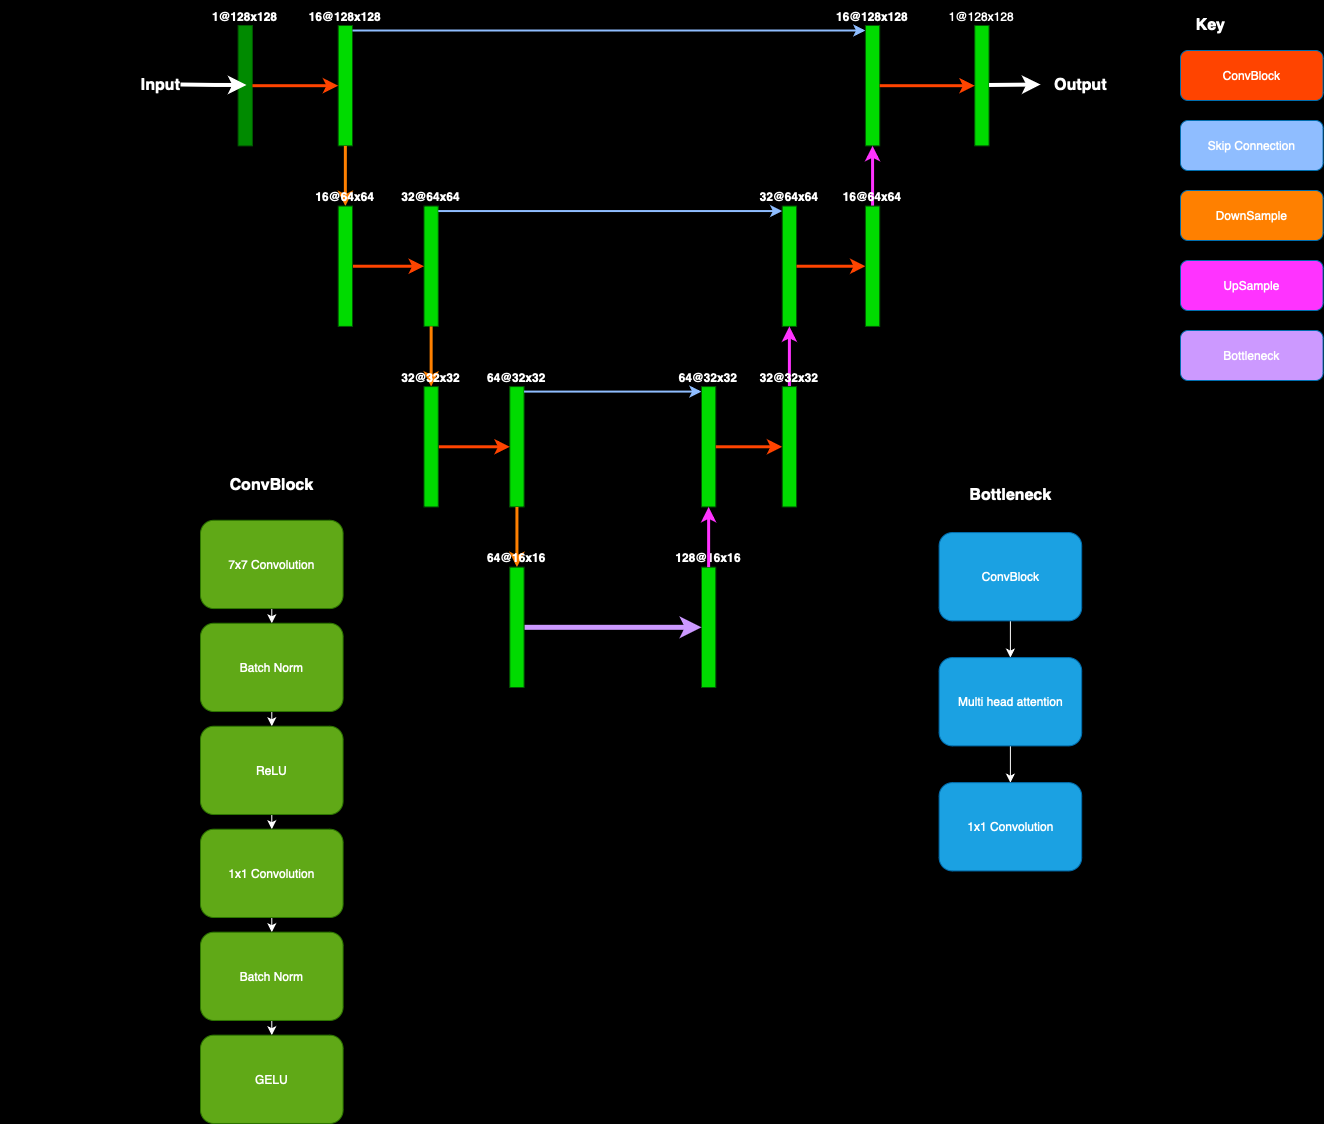 1@128x128
16@128x128
16@128x128
1@128x128
Key
Input
Output
ConvBlock
Skip Connection
16@64x64
32@64x64
32@64x64
16@64x64
DownSample
UpSample
Bottleneck
32@32x32
64@32x32
64@32x32
32@32x32
64@16x16
128@16x16
ConvBlock
7x7 Convolution
Batch Norm
ReLU
1x1 Convolution
Batch Norm
GELU
Bottleneck
ConvBlock
Multi head attention
1x1 Convolution